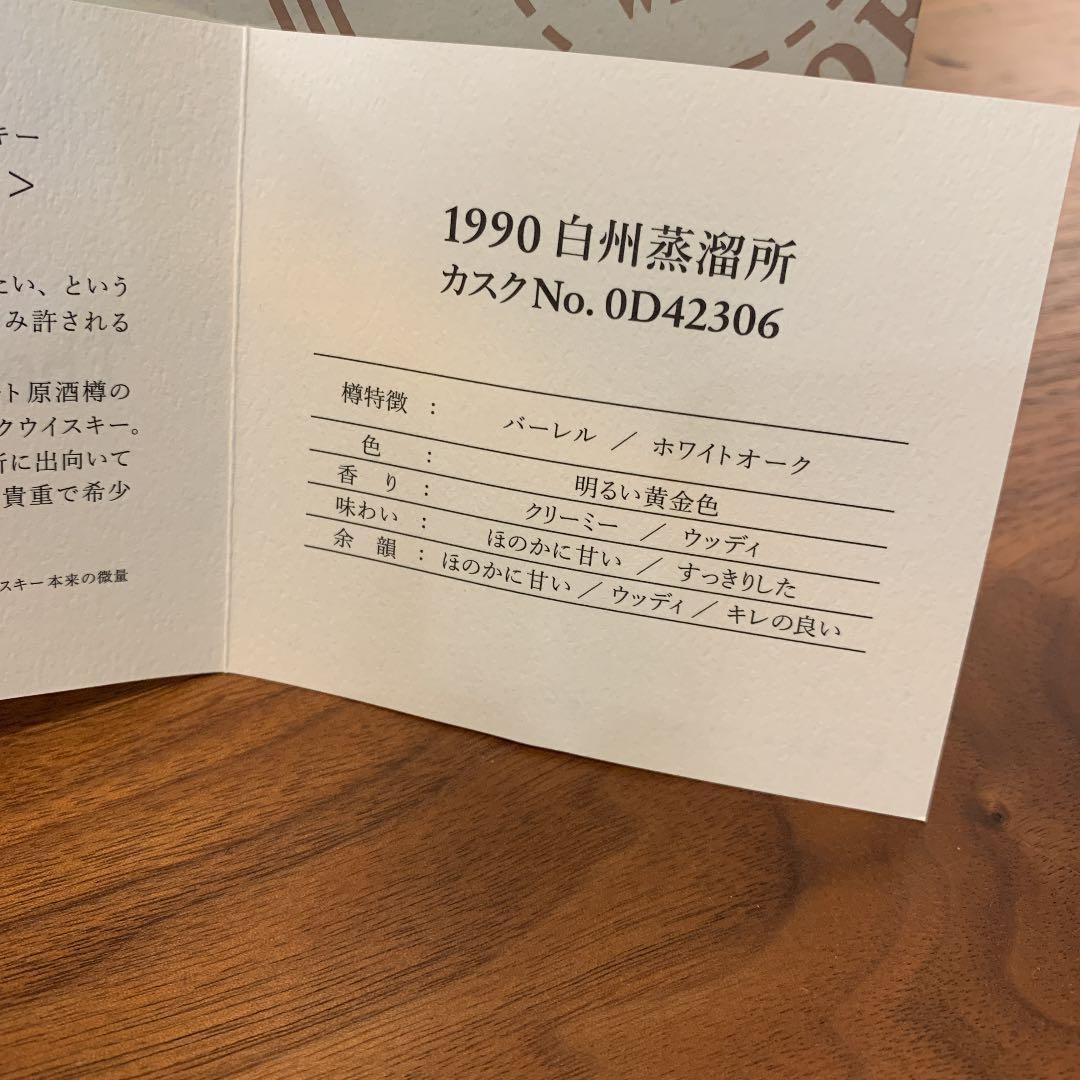 キー
>
たい、という
み許される
ト原酒樽の
クウイスキー。
所に出向いて
貴重で希少
スキー本来の微量
1990 白州蒸溜所
カスクNo. 0D42306
樽特徴 : バーレル / ホワイトオーク
色 : 明るい黄金色
香り : クリーミー / ウッディ
味わい : ほのかに甘い / すっきりした
余韻 : ほのかに甘い / ウッディ / キレの良い